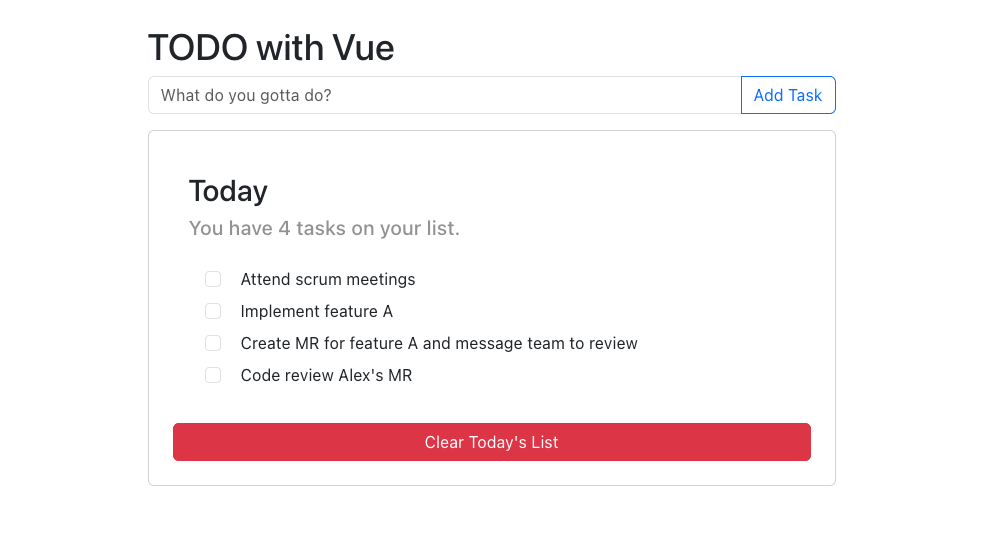 TODO with Vue
What do you gotta do?
Add Task
Today
You have 4 tasks on your list.
Attend scrum meetings
Implement feature A
Create MR for feature A and message team to review
Code review Alex's MR
Clear Today's List